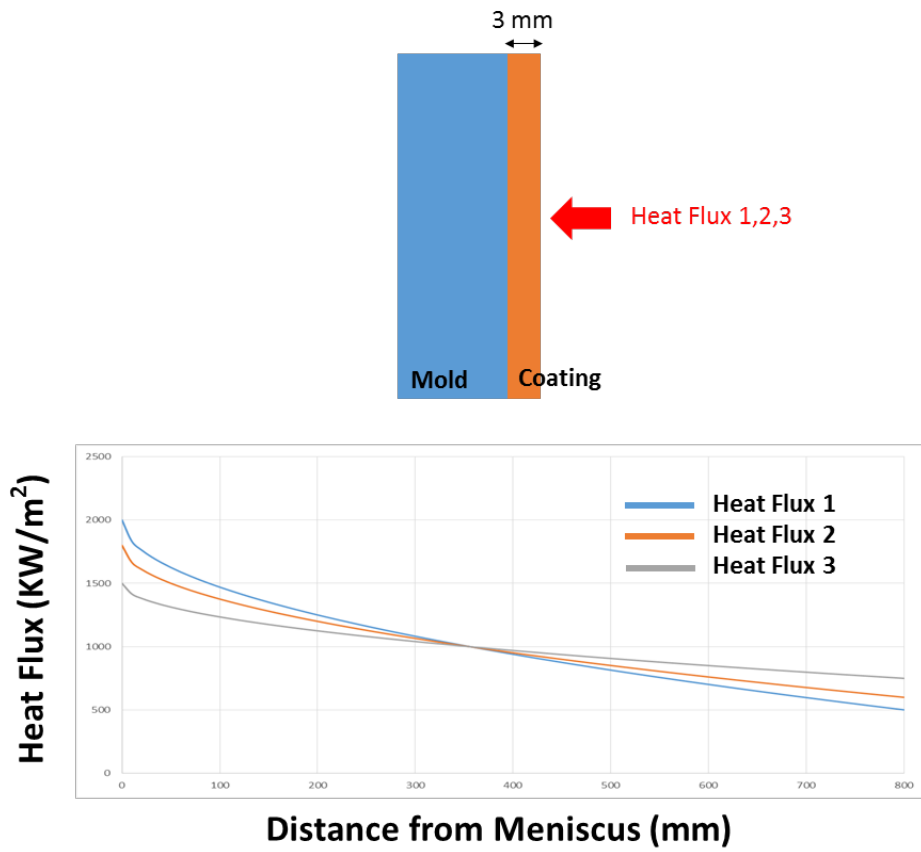 3 mm
Heat Flux 1,2,3
Mold
Coating
Heat Flux (KW/m²)
2500
2000
1500
1000
500
0
Heat Flux 1
Heat Flux 2
Heat Flux 3
0 100 200 300 400 500 600 700 800
Distance from Meniscus (mm)